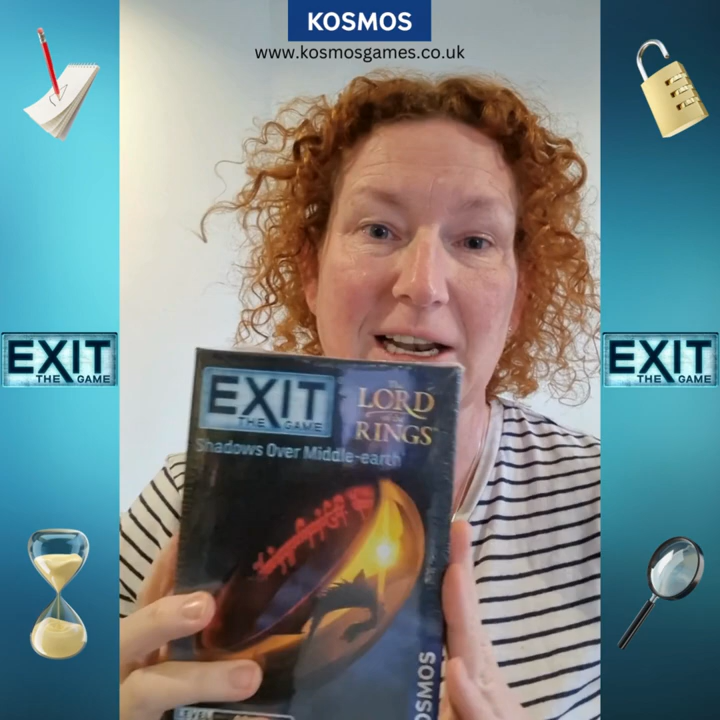 KOSMOS
www.kosmosgames.co.uk
EXIT
THE GAME
EXIT
THE GAME
EXIT
THE GAME
The
LORD
of the
RINGS
Shadows Over Middle-earth
KOSMOS
LEVEL